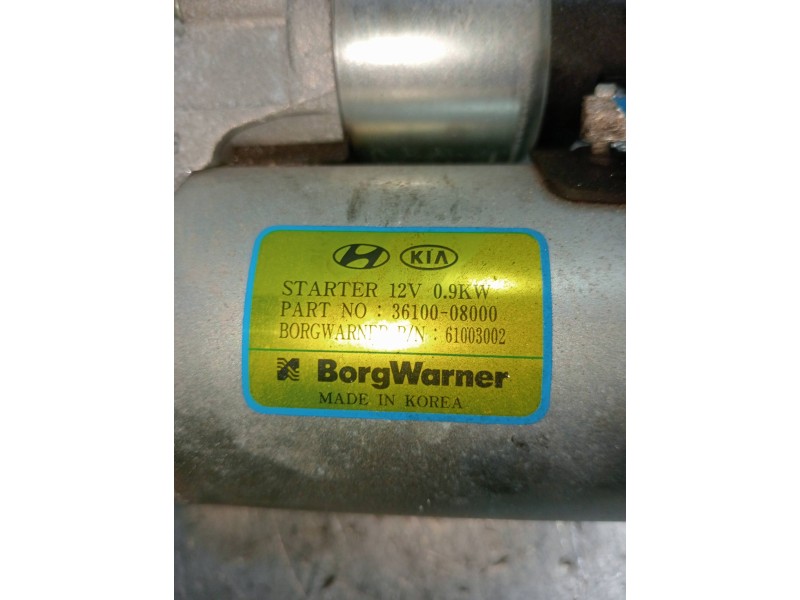 KIA
STARTER 12V 0.9KW
PART NO : 36100-08000
BORGWARNER P/N : 61003002
BorgWarner
MADE IN KOREA